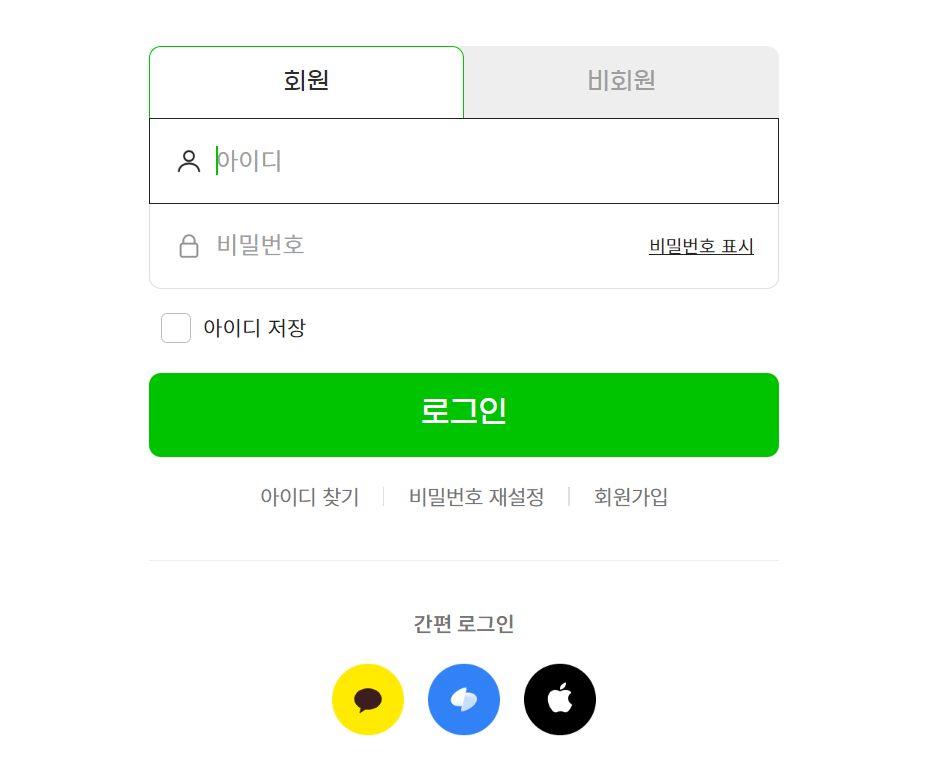 회원 비회원
아이디
비밀번호 비밀번호 표시
아이디 저장
로그인
아이디 찾기 비밀번호 재설정 회원가입
간편 로그인